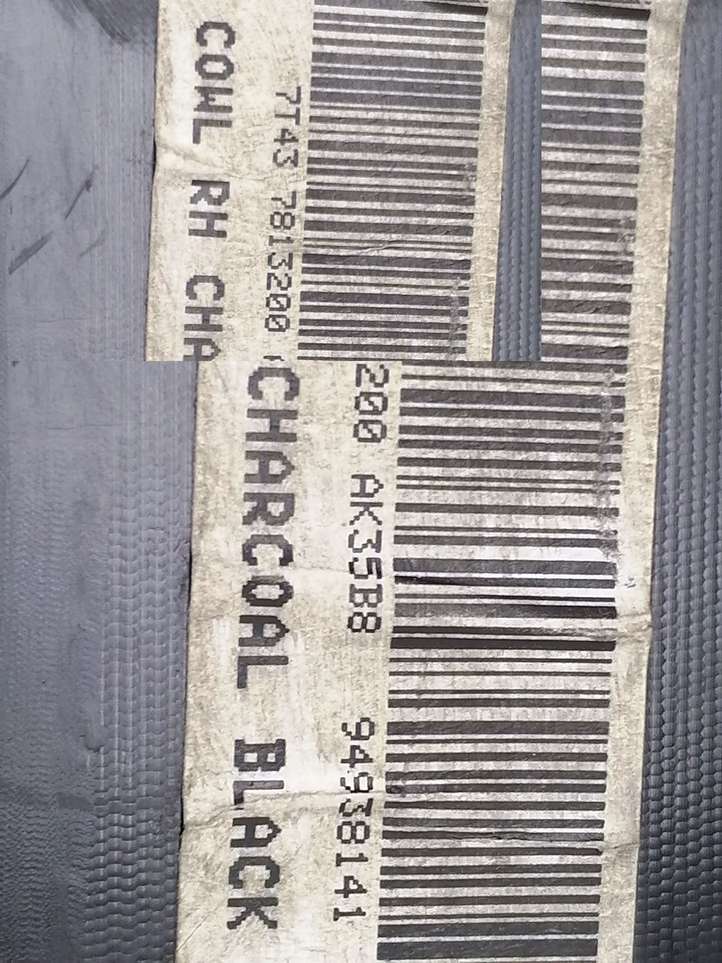 7T43 7813200
COWL RH CHA
200 AK35B8 94938141
CHARCOAL BLACK